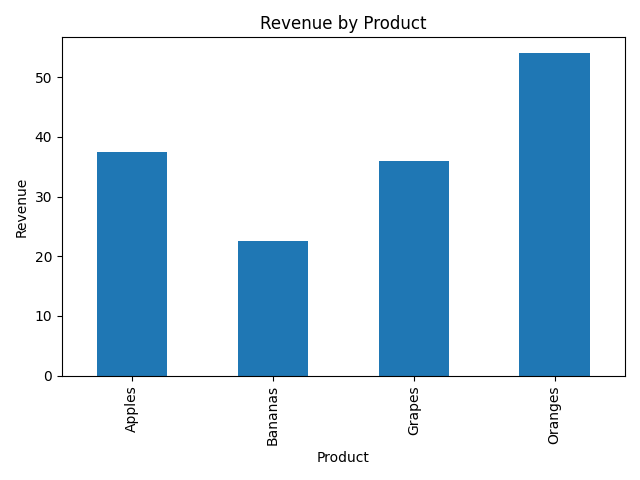 Revenue by Product
50
40
30
20
10
0
Revenue
Apples
Bananas
Grapes
Oranges
Product